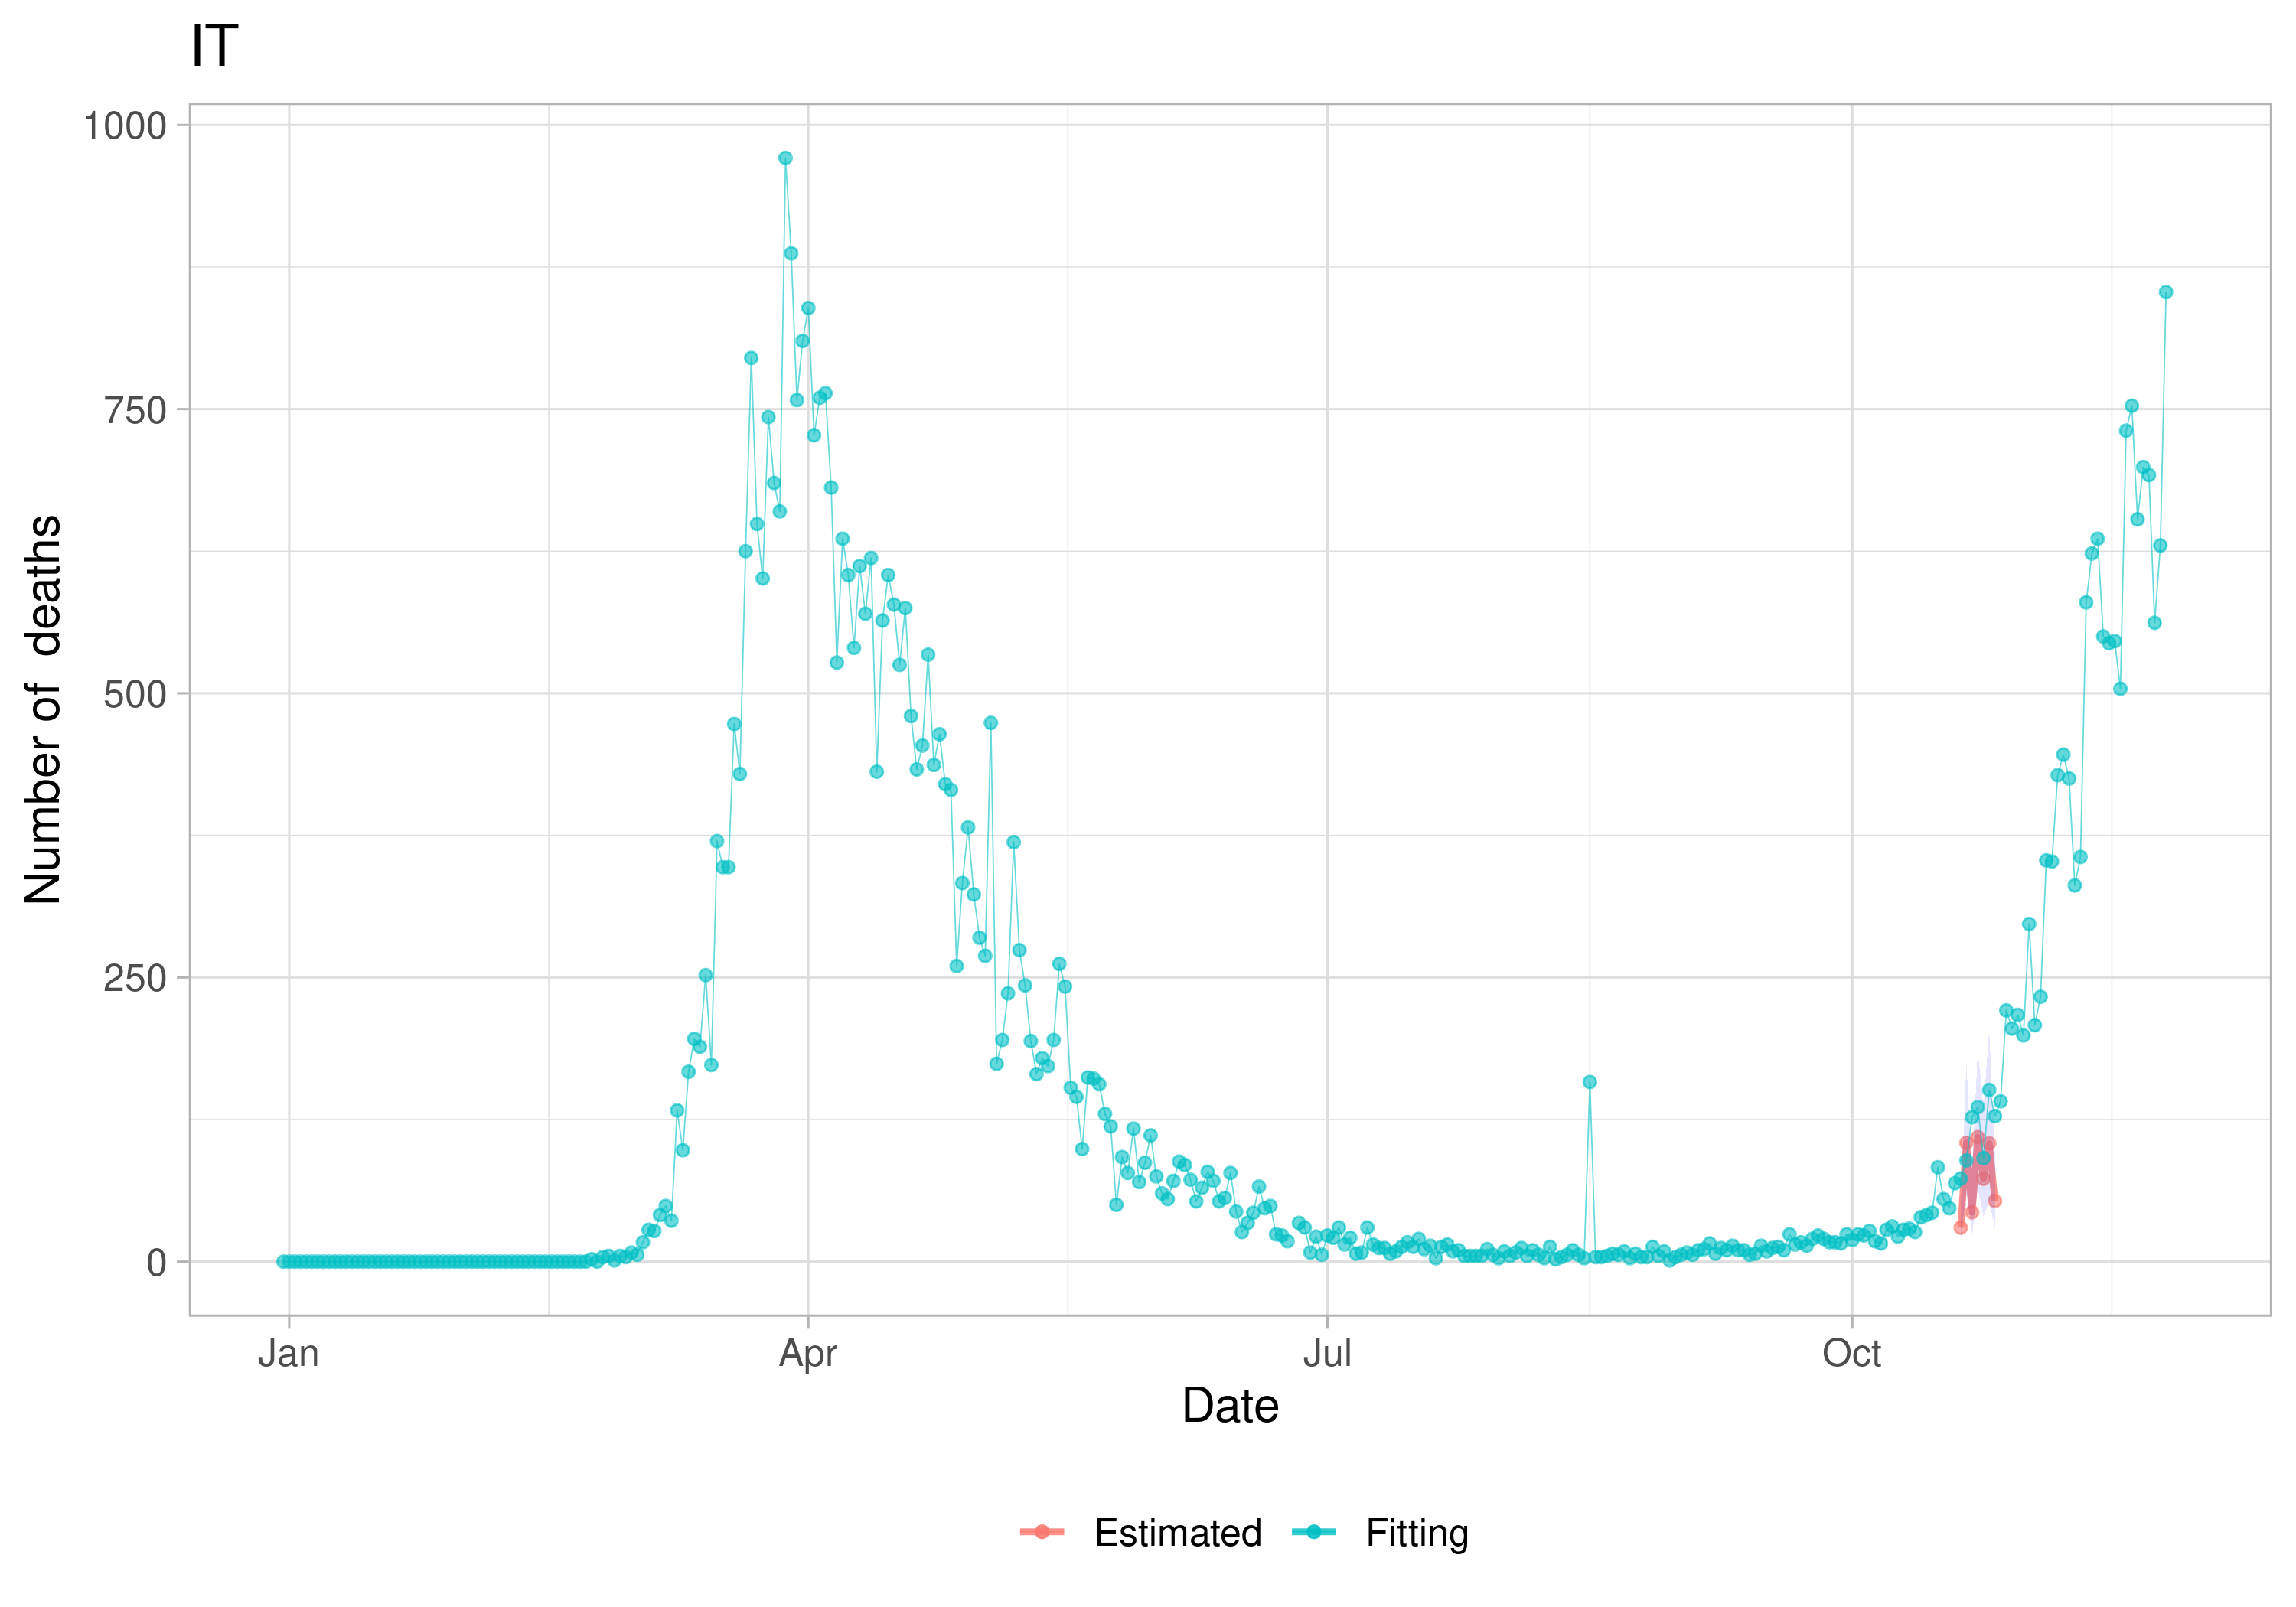 IT
1000
750
500
250
0
Number of deaths
Jan Apr Jul Oct
Date
Estimated Fitting